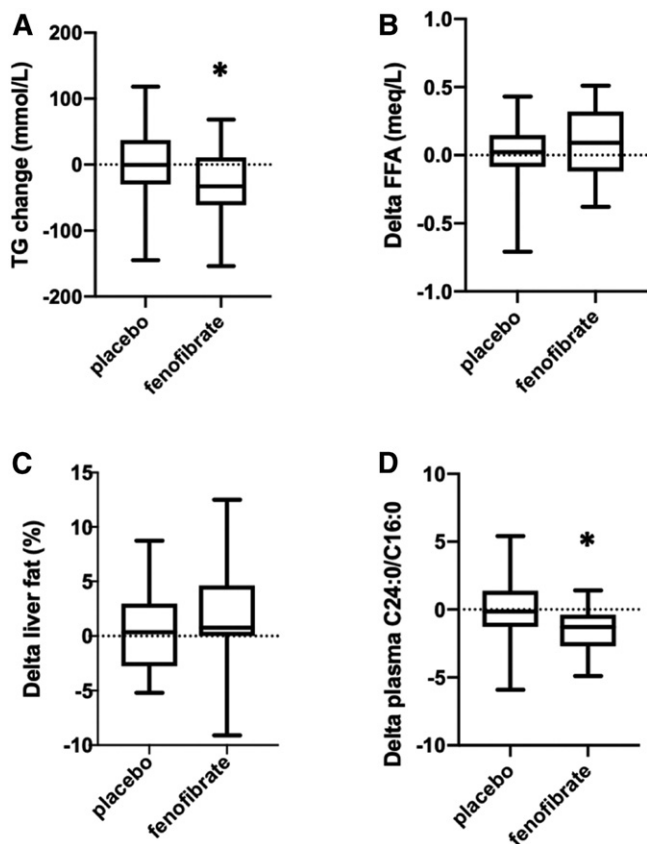 A
TG change (mmol/L)
200
100
0
-100
-200
*
placebo
fenofibrate
B
Delta FFA (meq/L)
1.0
0.5
0.0
-0.5
-1.0
placebo
fenofibrate
C
Delta liver fat (%)
15
10
5
0
-5
-10
placebo
fenofibrate
D
Delta plasma C24:0/C16:0
10
5
0
-5
-10
*
placebo
fenofibrate